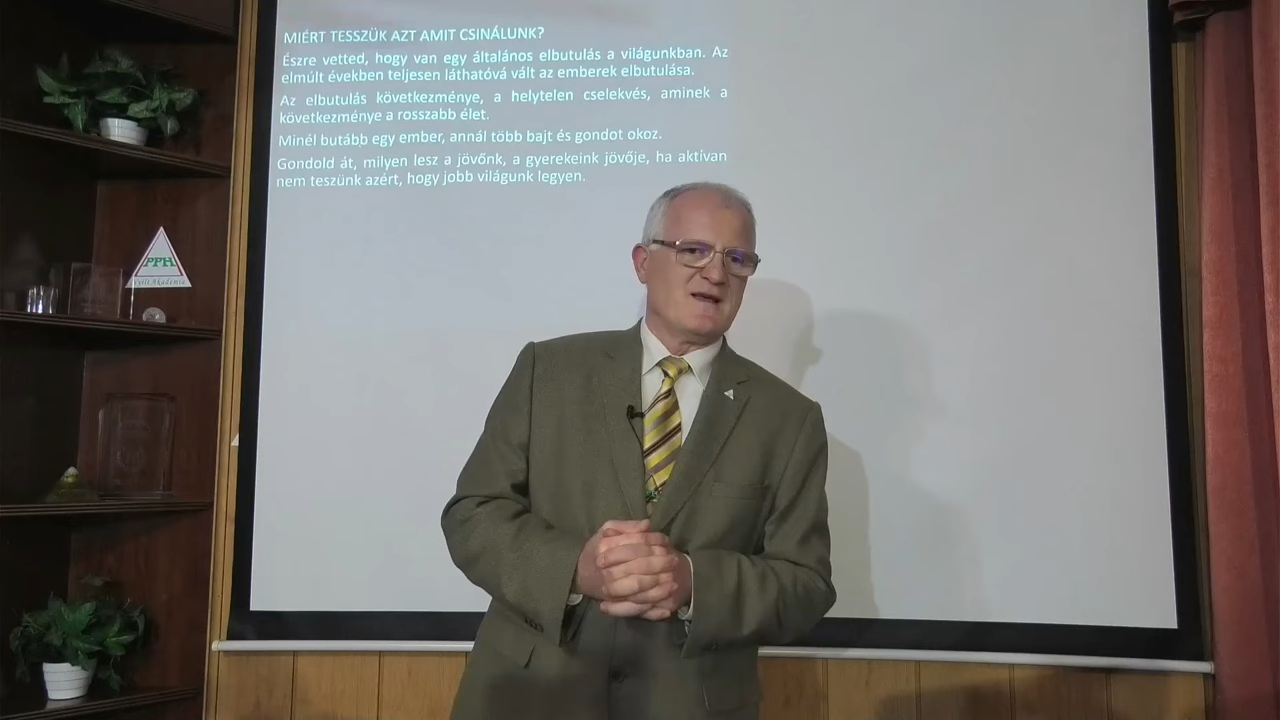 MIÉRT TESSZÜK AZT AMIT CSINÁLUNK?
Észre vetted, hogy van egy általános elbutulás a világunkban. Az
elmúlt években teljesen láthatóvá vált az emberek elbutulása.
Az elbutulás következménye, a helytelen cselekvés, aminek a
következménye a rosszabb élet.
Minél butább egy ember, annál több bajt és gondot okoz.
Gondold át, milyen lesz a jövőnk, a gyerekeink jövője, ha aktívan
nem teszünk azért, hogy jobb világunk legyen.
PFH
Nyílt Akadémia